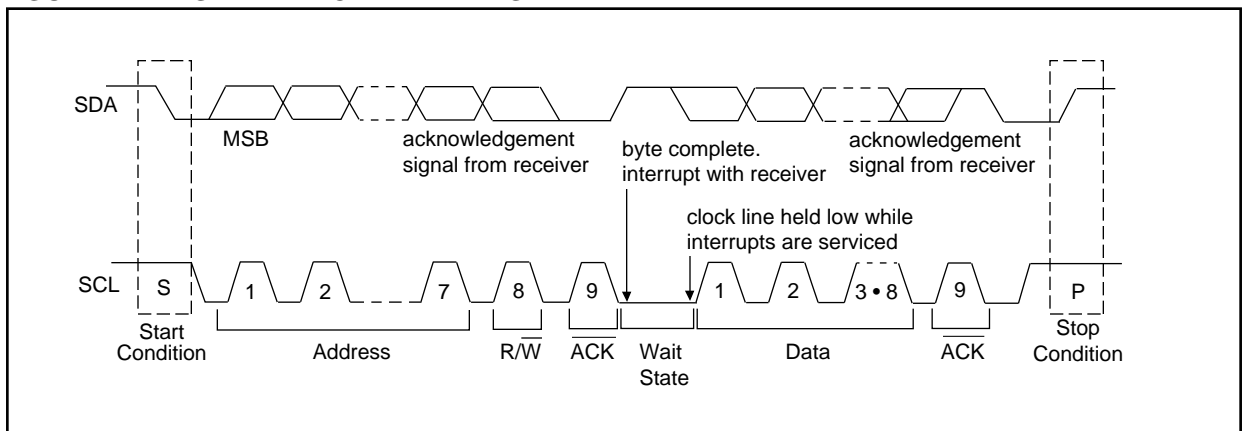 SDA
MSB
acknowledgement
signal from receiver
byte complete.
interrupt with receiver
acknowledgement
signal from receiver
clock line held low while
interrupts are serviced
SCL
S
1
2
7
8
9
1
2
3 • 8
9
P
Start
Condition
Address
R/W̅
A̅C̅K̅
Wait
State
Data
A̅C̅K̅
Stop
Condition